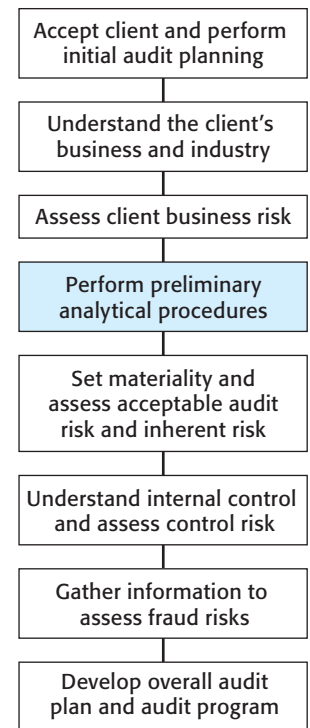 Accept client and perform
initial audit planning
Understand the client's
business and industry
Assess client business risk
Perform preliminary
analytical procedures
Set materiality and
assess acceptable audit
risk and inherent risk
Understand internal control
and assess control risk
Gather information to
assess fraud risks
Develop overall audit
plan and audit program